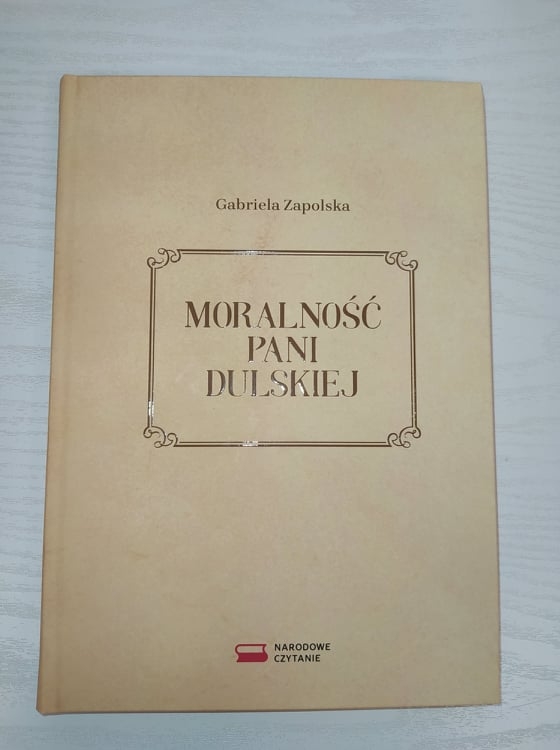 Gabriela Zapolska
MORALNOŚĆ
PANI
DULSKIEJ
NARODOWE
CZYTANIE